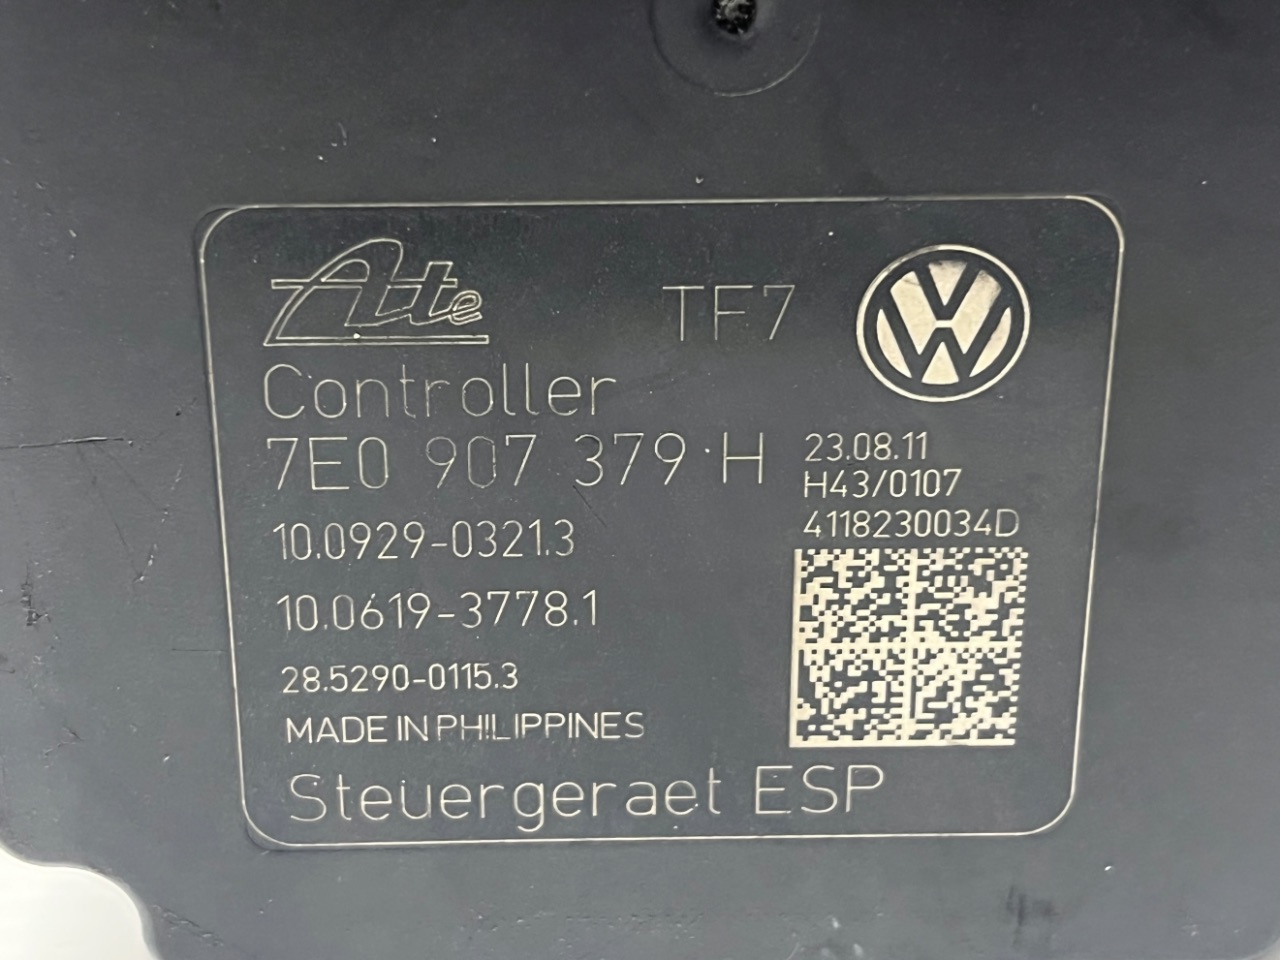 Ate
TF7
Controller
7E0 907 379 H
23.08.11
H43/0107
4118230034D
10.0929-0321.3
10.0619-3778.1
28.5290-0115.3
MADE IN PHILIPPINES
Steuergeraet ESP